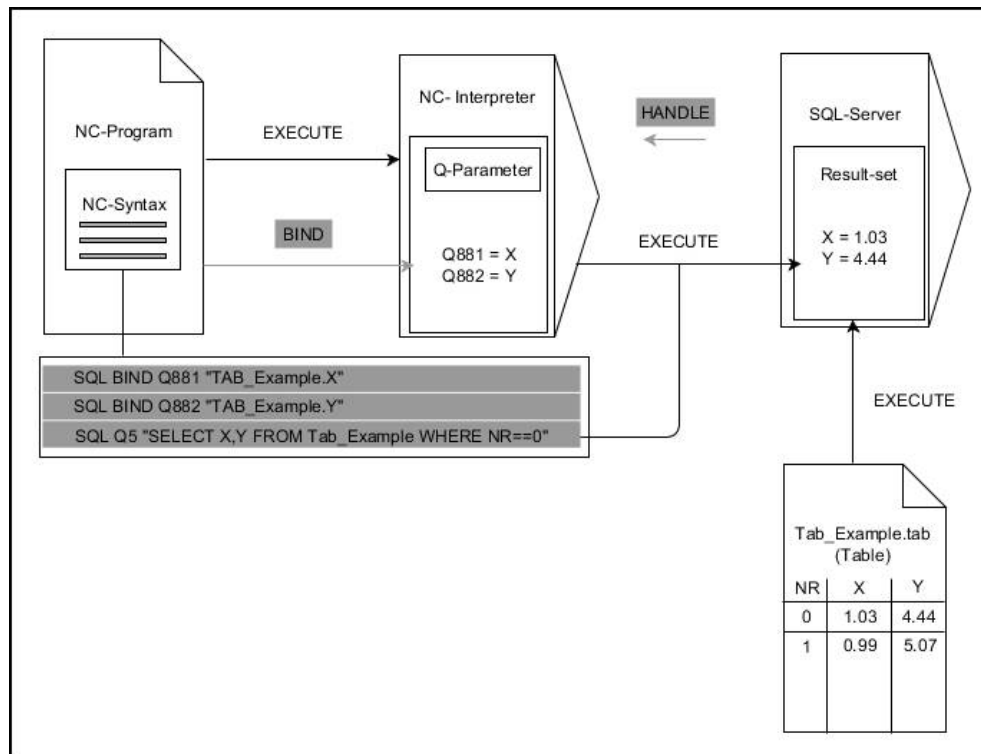 NC-Program
NC-Syntax
EXECUTE
BIND
NC- Interpreter
Q-Parameter
Q881 = X
Q882 = Y
HANDLE
EXECUTE
SQL-Server
Result-set
X = 1.03
Y = 4.44
SQL BIND Q881 "TAB_Example.X"
SQL BIND Q882 "TAB_Example.Y"
SQL Q5 "SELECT X,Y FROM Tab_Example WHERE NR==0"
EXECUTE
Tab_Example.tab
(Table)
NR X Y
0 1.03 4.44
1 0.99 5.07